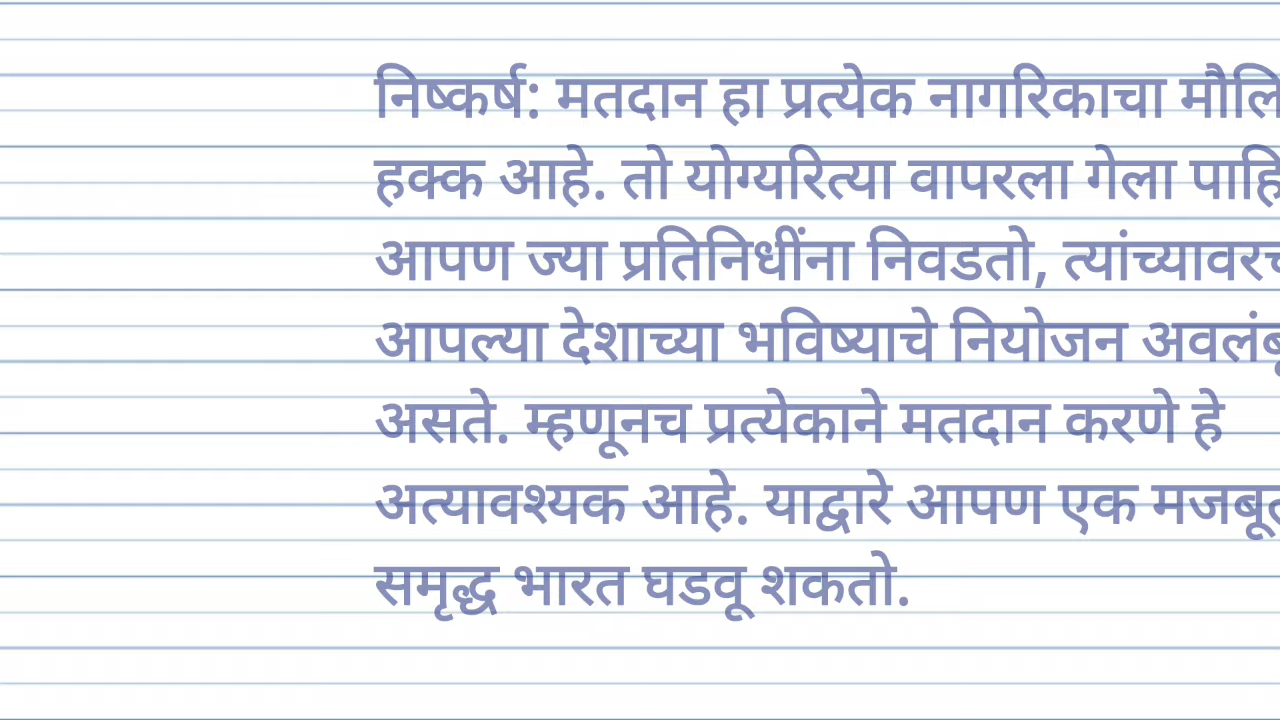 निष्कर्ष: मतदान हा प्रत्येक नागरिकाचा
हक्क आहे. तो योग्यरित्या वापरला गेला
आपण ज्या प्रतिनिधींना निवडतो, त्यांच्यावरच
आपल्या देशाच्या भविष्याचे नियोजन
असते. म्हणूनच प्रत्येकाने मतदान करणे हे
अत्यावश्यक आहे. याद्वारे आपण एक
समृद्ध भारत घडवू शकतो.